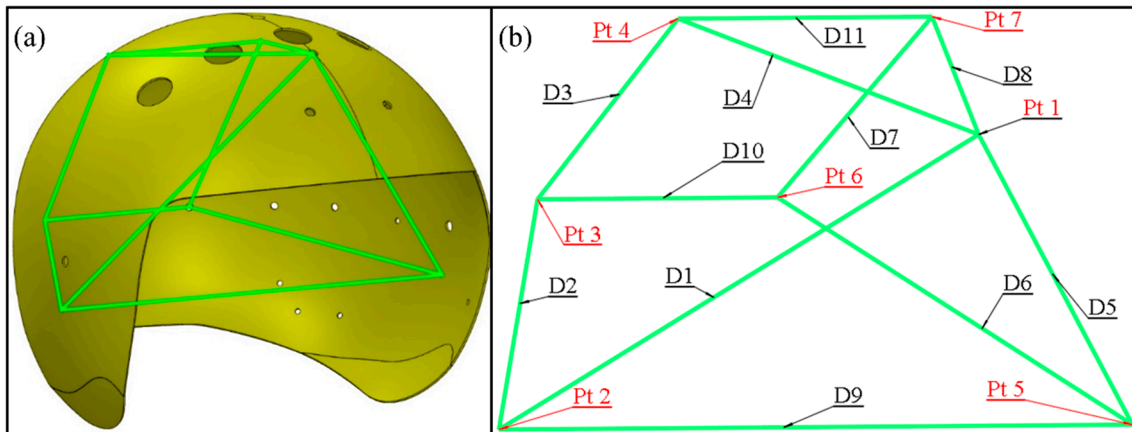 (a)
(b)
Pt 4
D11
Pt 7
D3
D4
D8
D7
Pt 1
D10
Pt 6
Pt 3
D2
D1
D6
D5
Pt 2
D9
Pt 5